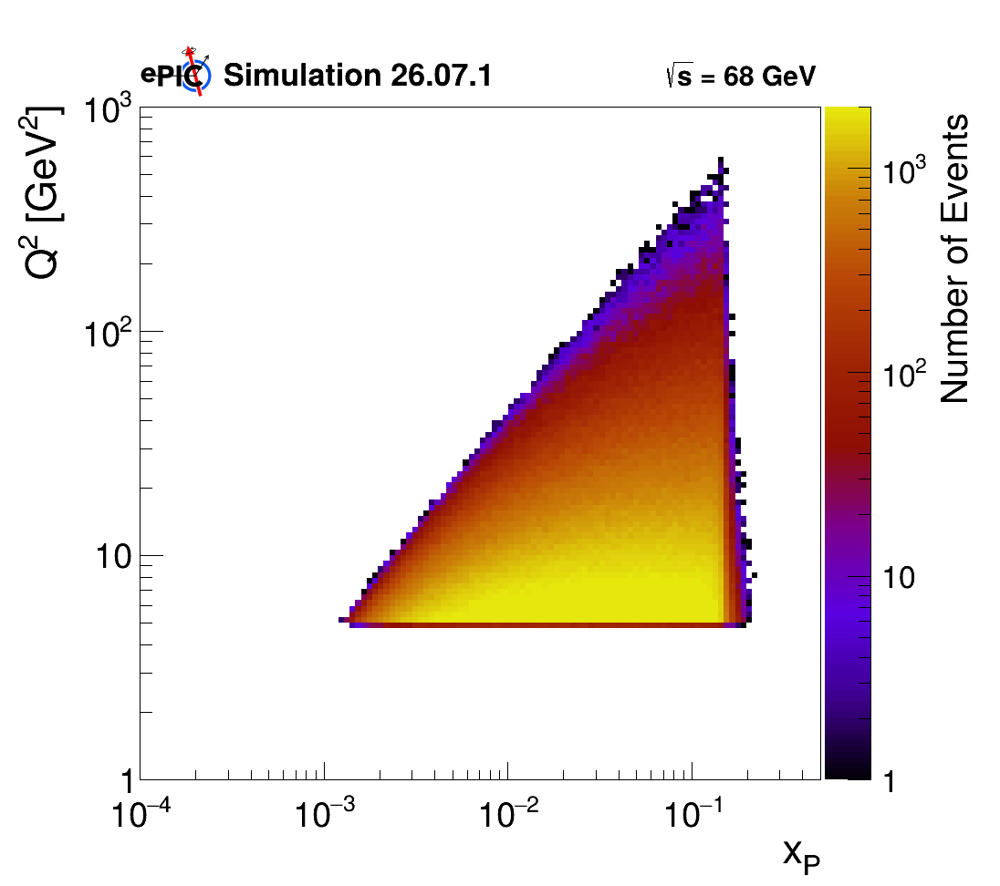 ePIC Simulation 26.07.1
√s = 68 GeV
Q² [GeV²]
10³
10²
10
1
10⁻⁴
10⁻³
10⁻²
10⁻¹
x_P
10³
10²
10
1
Number of Events